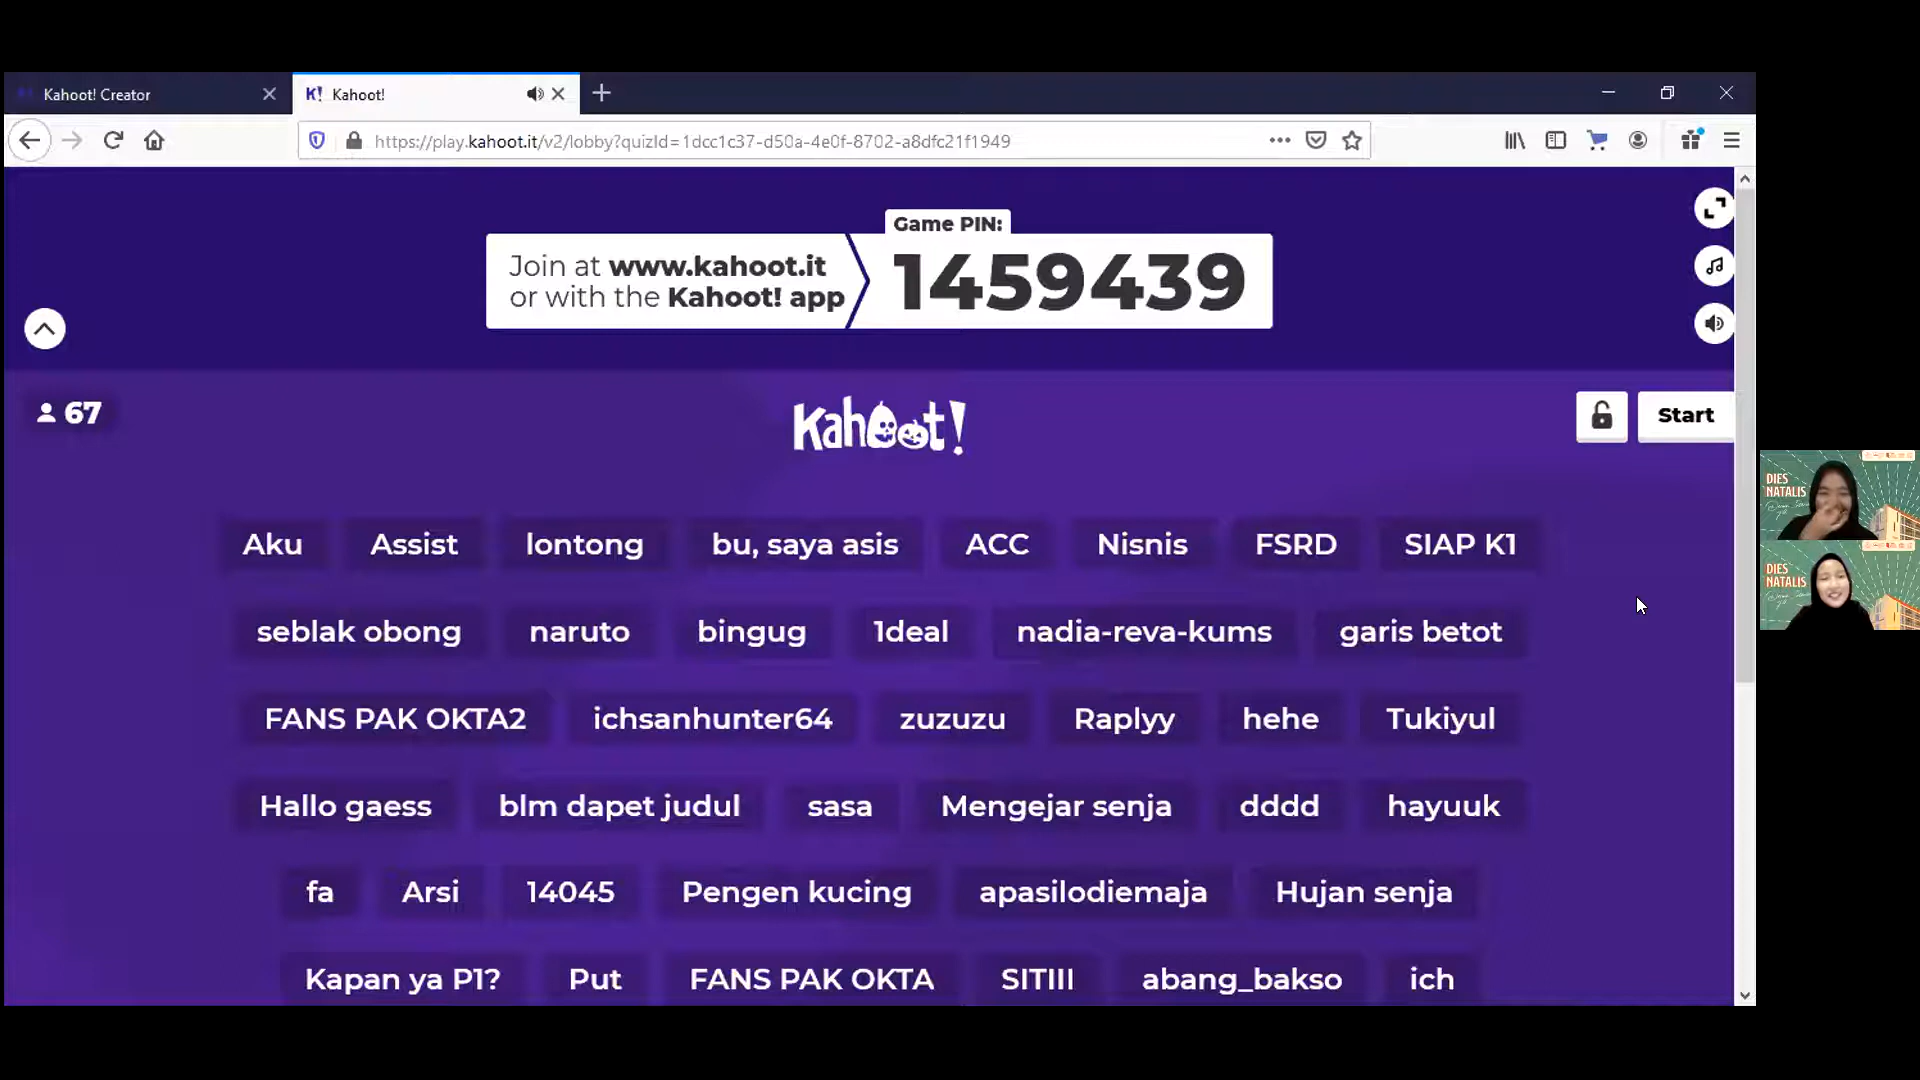 Kahoot! Creator
K! Kahoot!
https://play.kahoot.it/v2/lobby?quizId=1dcc1c37-d50a-4e0f-8702-a8dfc21f1949
Game PIN:
Join at www.kahoot.it
or with the Kahoot! app
1459439
67
Kahoot!
Start
Aku Assist lontong bu, saya asis ACC Nisnis FSRD SIAP K1
seblak obong naruto bingug 1deal nadia-reva-kums garis betot
FANS PAK OKTA2 ichsanhunter64 zuzuzu Raplyy hehe Tukiyul
Hallo gaess blm dapet judul sasa Mengejar senja dddd hayuuk
fa Arsi 14045 Pengen kucing apasilodiemaja Hujan senja
Kapan ya P1? Put FANS PAK OKTA SITIII abang_bakso ich
DIES
NATALIS
DIES
NATALIS